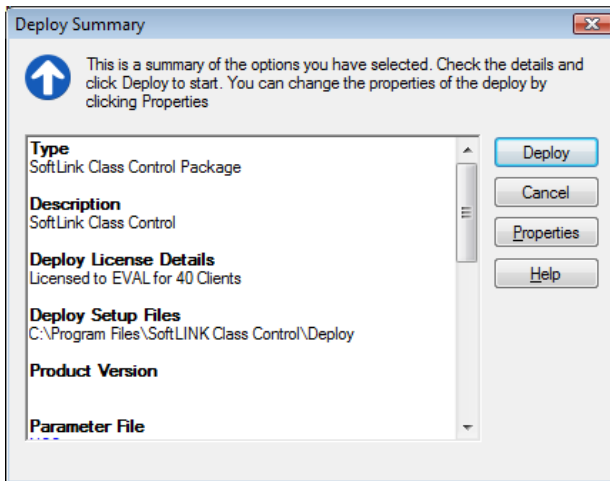 Deploy Summary
This is a summary of the options you have selected. Check the details and
click Deploy to start. You can change the properties of the deploy by
clicking Properties
Type
SoftLink Class Control Package
Description
SoftLink Class Control
Deploy License Details
Licensed to EVAL for 40 Clients
Deploy Setup Files
C:\Program Files\SoftLINK Class Control\Deploy
Product Version
Parameter File
Deploy
Cancel
Properties
Help